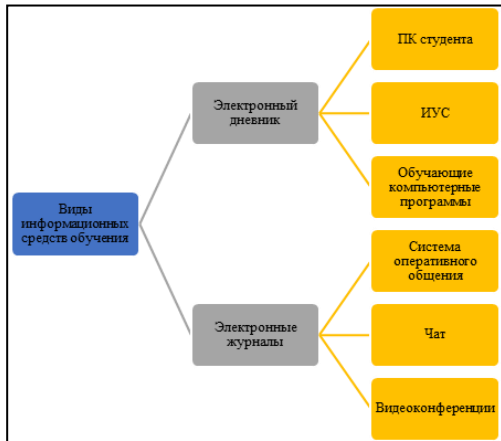 Виды
информационных
средств обучения
Электронный
дневник
ПК студента
ИУС
Обучающие
компьютерные
программы
Электронные
журналы
Система
оперативного
общения
Чат
Видеоконференции